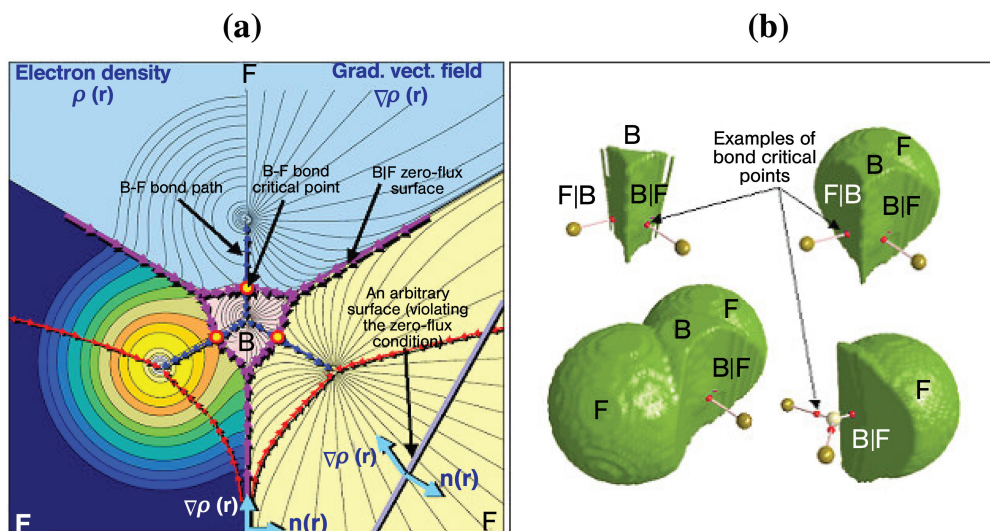 (a)
(b)
Electron density
ρ (r)
F
Grad. vect. field
∇ρ (r)
B-F bond path
B-F bond
critical point
B|F zero-flux
surface
An arbitrary
surface (violating
the zero-flux
condition)
B
∇ρ (r)
n(r)
∇ρ (r)
n(r)
F
F
Examples of
bond critical
points
B
F|B
B|F
F
B
F|B
B|F
F
B
B|F
F
F
B|F